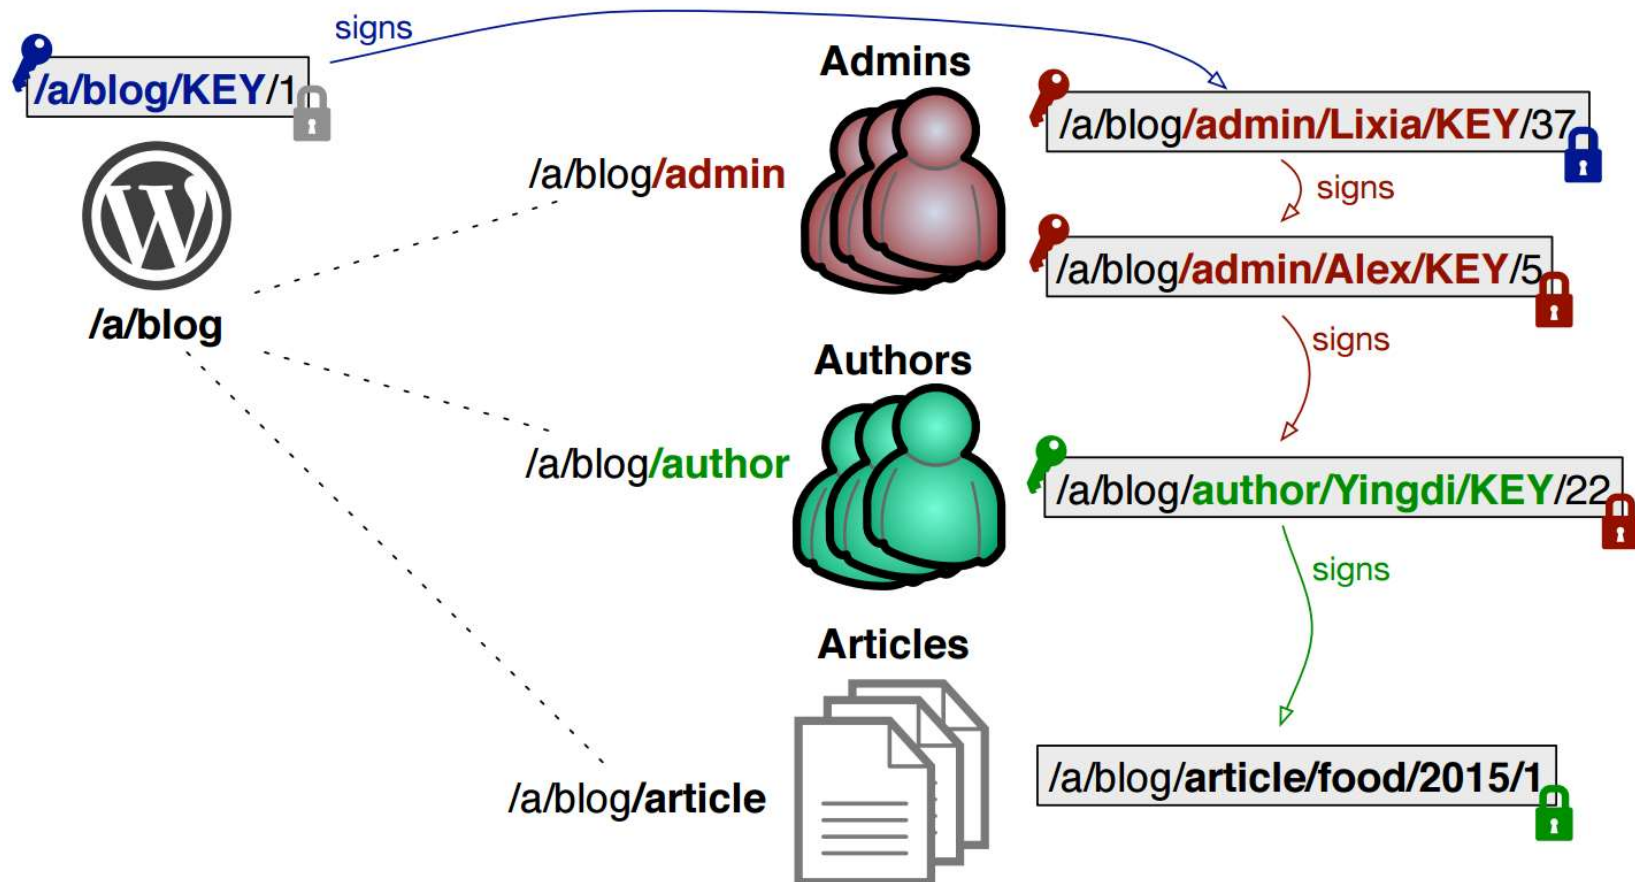 signs
/a/blog/KEY/1
Admins
/a/blog/admin/Lixia/KEY/37
/a/blog/admin
signs
/a/blog/admin/Alex/KEY/5
/a/blog
signs
Authors
/a/blog/author
/a/blog/author/Yingdi/KEY/22
signs
Articles
/a/blog/article
/a/blog/article/food/2015/1